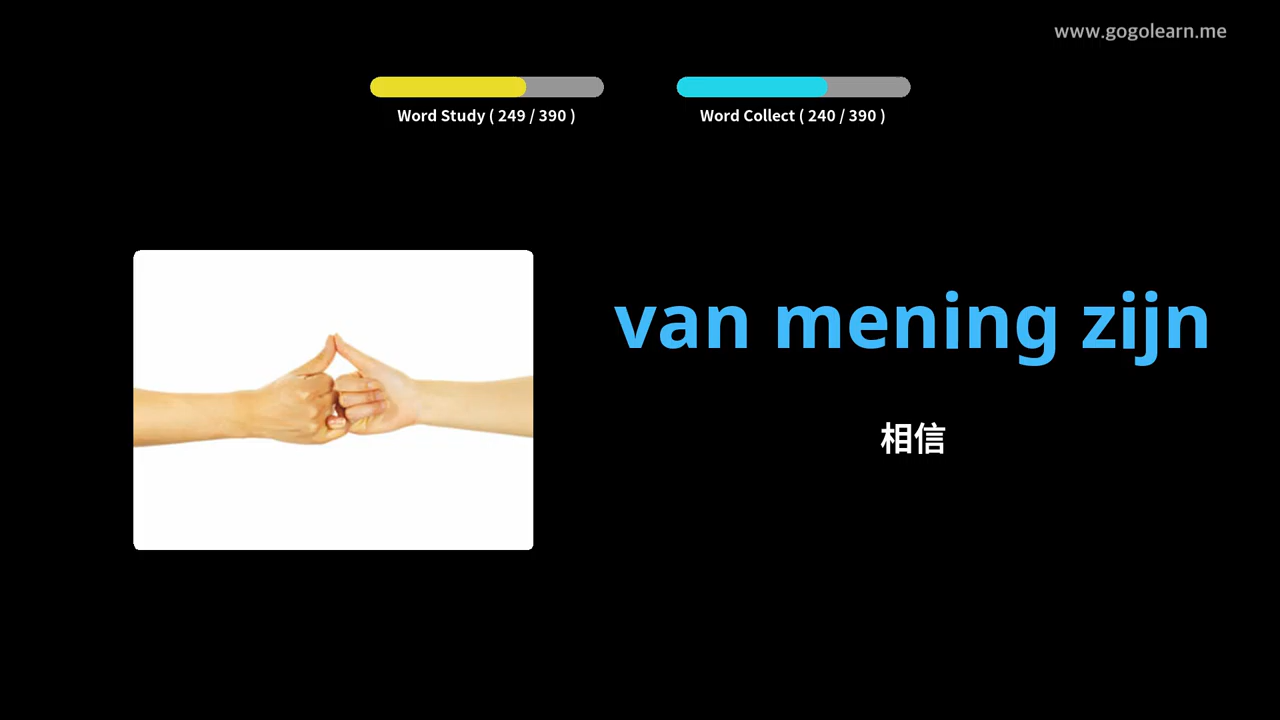 www.gogolearn.me
Word Study ( 249 / 390 )
Word Collect ( 240 / 390 )
van mening zijn
相信